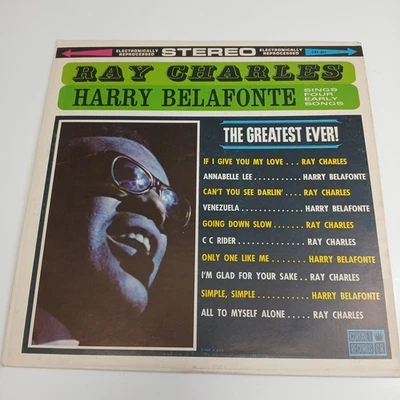 ELECTRONICALLY REPROCESSED STEREO ELECTRONICALLY REPROCESSED
RAY CHARLES
HARRY BELAFONTE SINGS FOUR EARLY SONGS
THE GREATEST EVER!
IF I GIVE YOU MY LOVE . . . RAY CHARLES
ANNABELLE LEE . . . . . . . . . . . HARRY BELAFONTE
CAN'T YOU SEE DARLIN' . . . . RAY CHARLES
VENEZUELA . . . . . . . . . . . . HARRY BELAFONTE
GOING DOWN SLOW . . . . . . . RAY CHARLES
C C RIDER . . . . . . . . . . . . RAY CHARLES
ONLY ONE LIKE ME . . . . . . . HARRY BELAFONTE
I'M GLAD FOR YOUR SAKE . . RAY CHARLES
SIMPLE, SIMPLE . . . . . . . . . . HARRY BELAFONTE
ALL TO MYSELF ALONE . . . . . RAY CHARLES